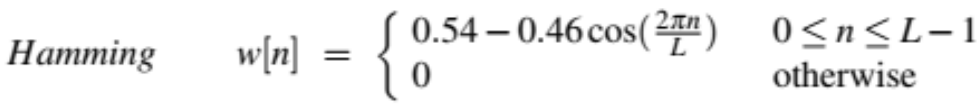 Hamming w[n] = { 0.54 − 0.46 cos(2πn/L) 0 ≤ n ≤ L − 1
0 otherwise